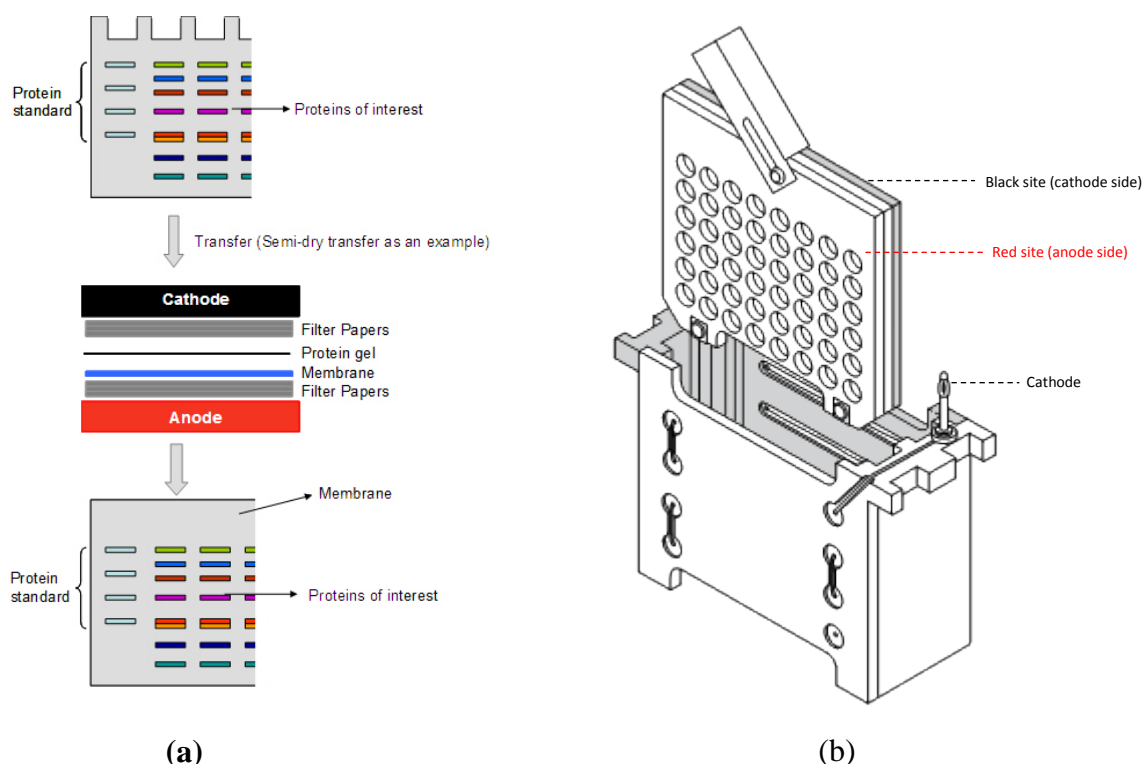 Protein
standard
Proteins of interest
Transfer (Semi-dry transfer as an example)
Cathode
Filter Papers
Protein gel
Membrane
Filter Papers
Anode
Membrane
Protein
standard
Proteins of interest
(a)
Black site (cathode side)
Red site (anode side)
Cathode
(b)